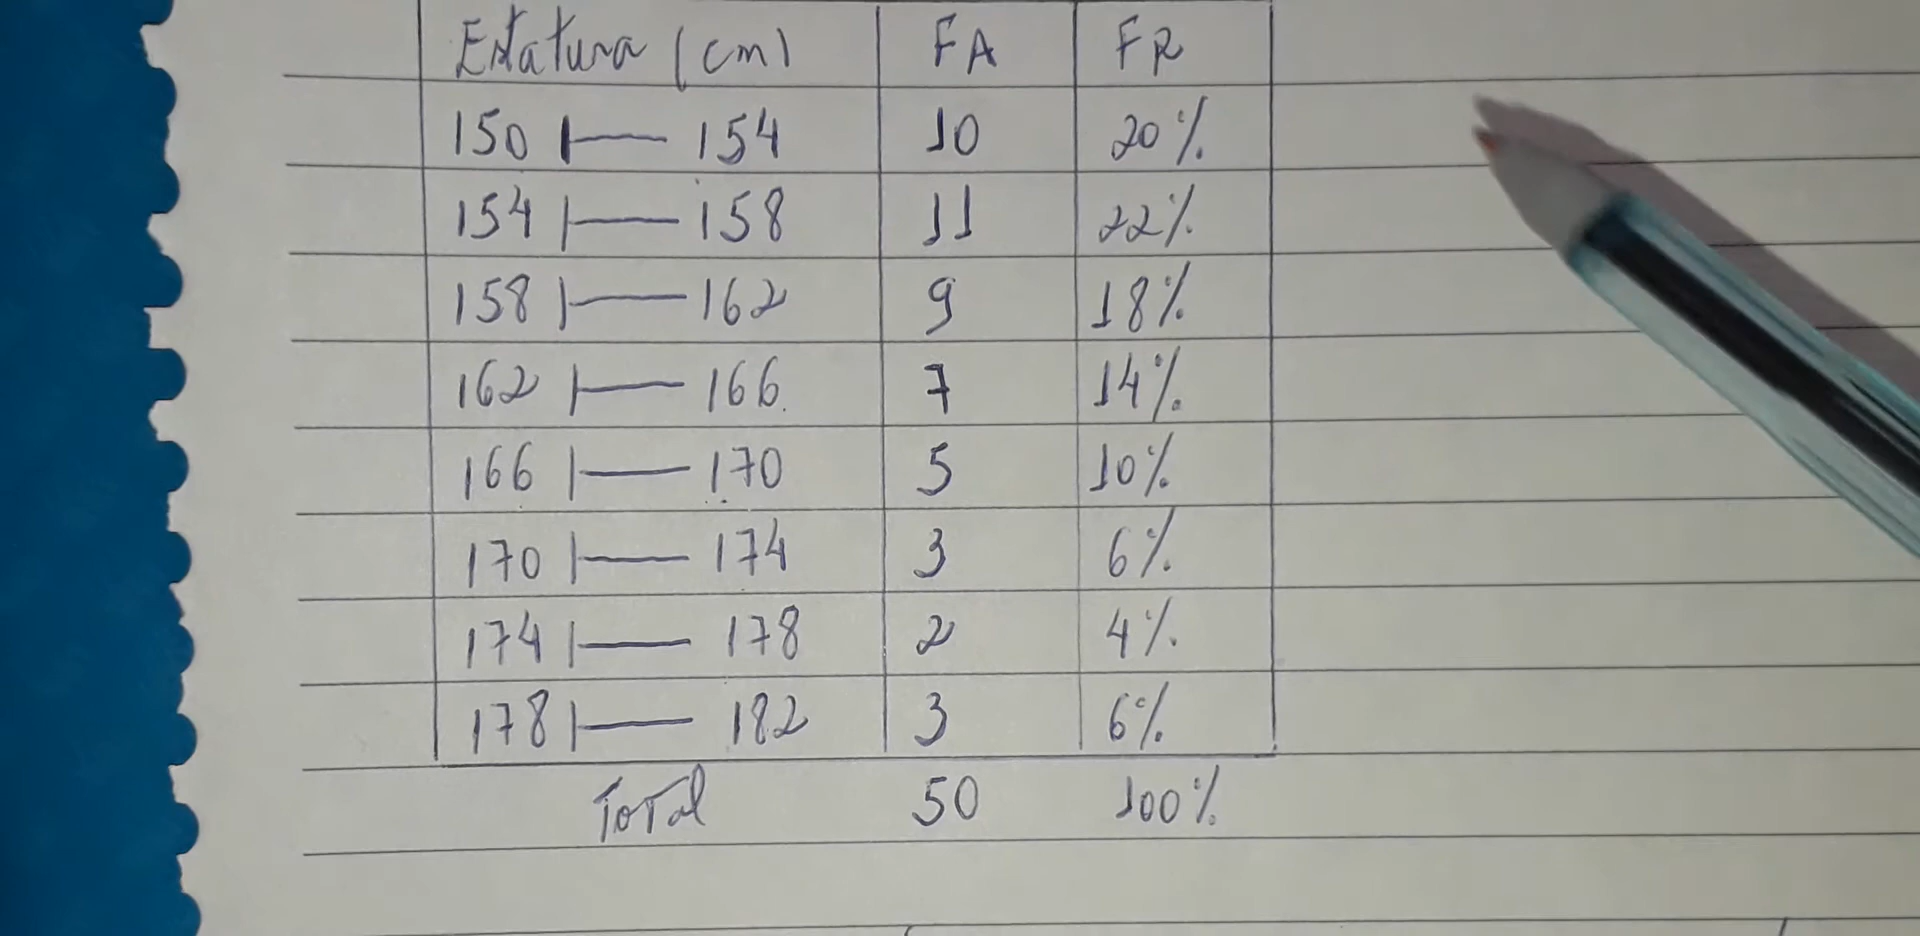 Estatura (cm) FA FR
150 |— 154 10 20%
154 |— 158 11 22%
158 |— 162 9 18%
162 |— 166 7 14%
166 |— 170 5 10%
170 |— 174 3 6%
174 |— 178 2 4%
178 |— 182 3 6%
Total 50 100%